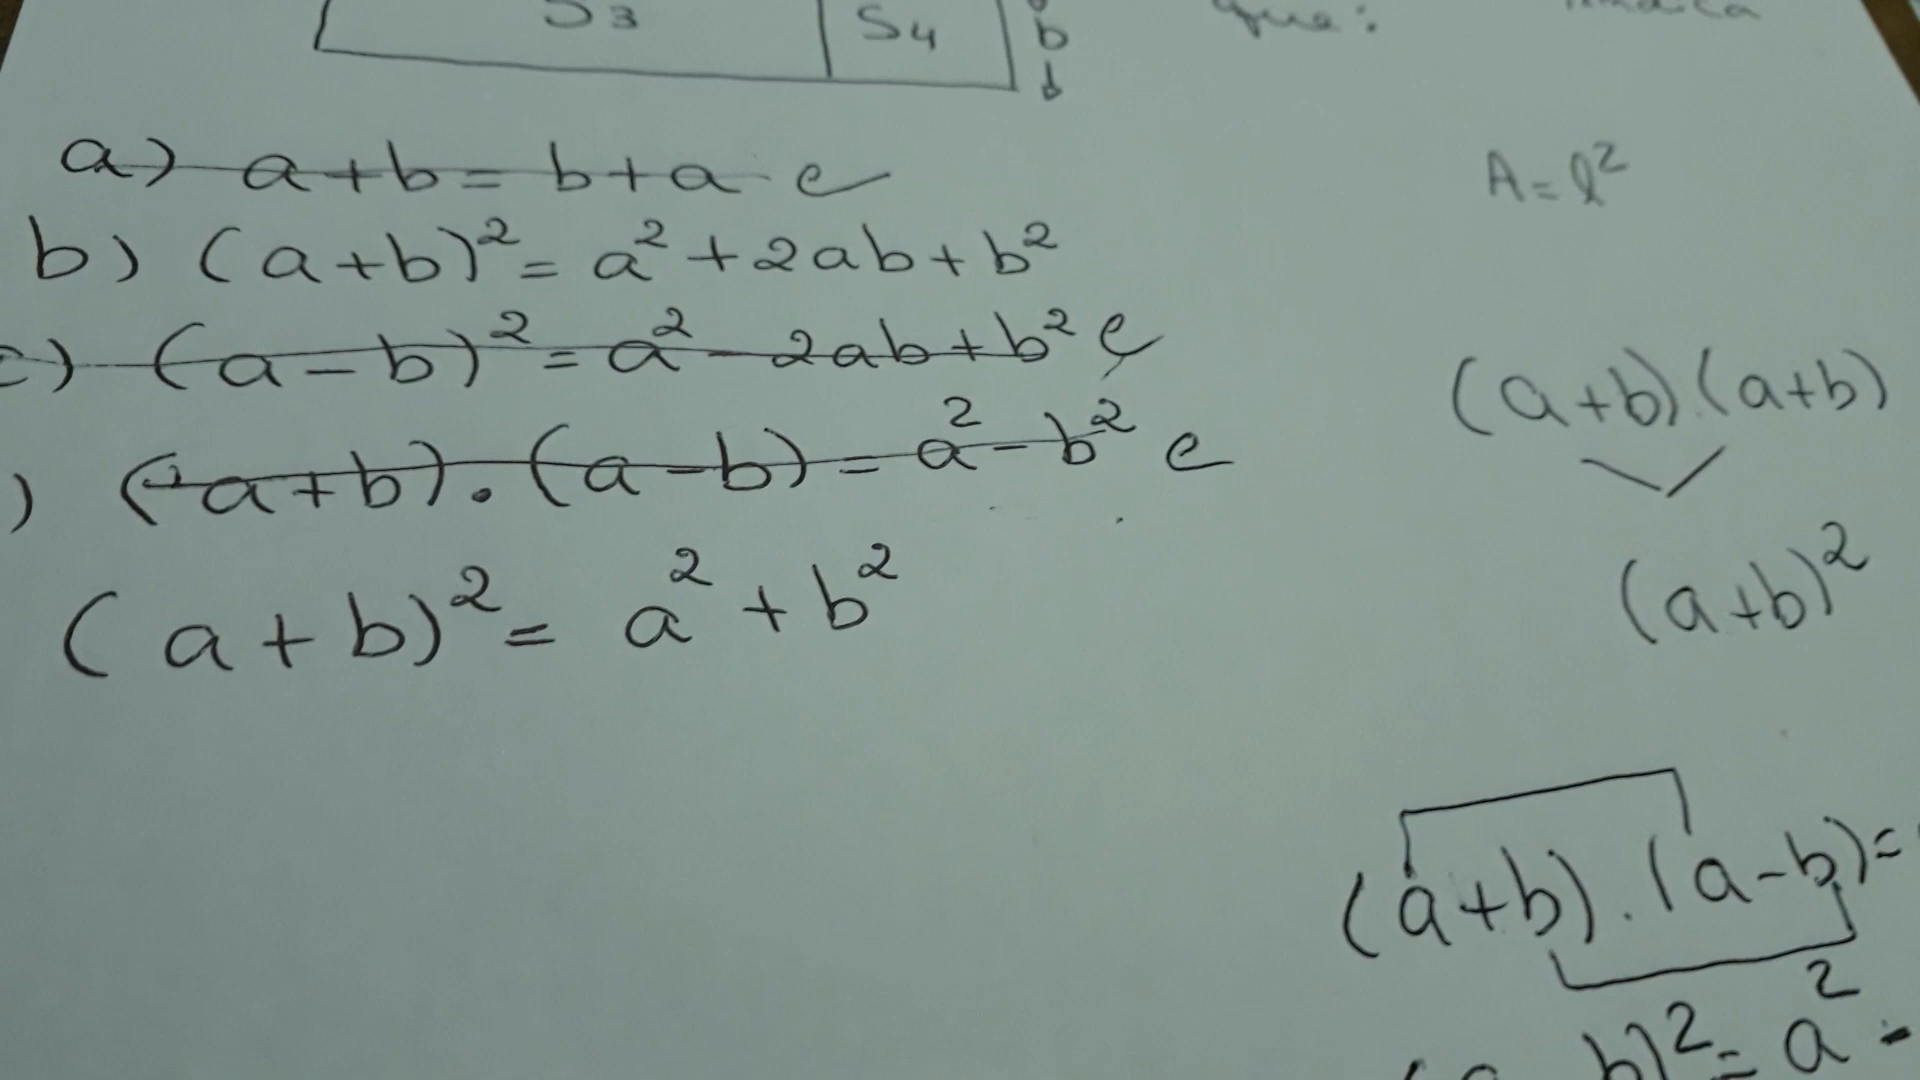 S3 S4 b que:
a) a+b = b+a e
A = l²
b) (a+b)² = a² + 2ab + b²
c) (a - b)² = a² - 2ab + b² e
(a+b).(a+b)
) (a+b) . (a - b) = a² - b² e
(a+b)²
(a + b)² = a² + b²
(a+b).(a-b)=
b)² = a² -